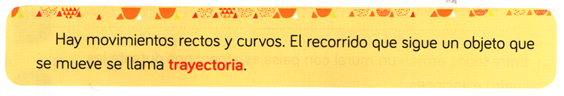 Hay movimientos rectos y curvos. El recorrido que sigue un objeto que
se mueve se llama trayectoria.